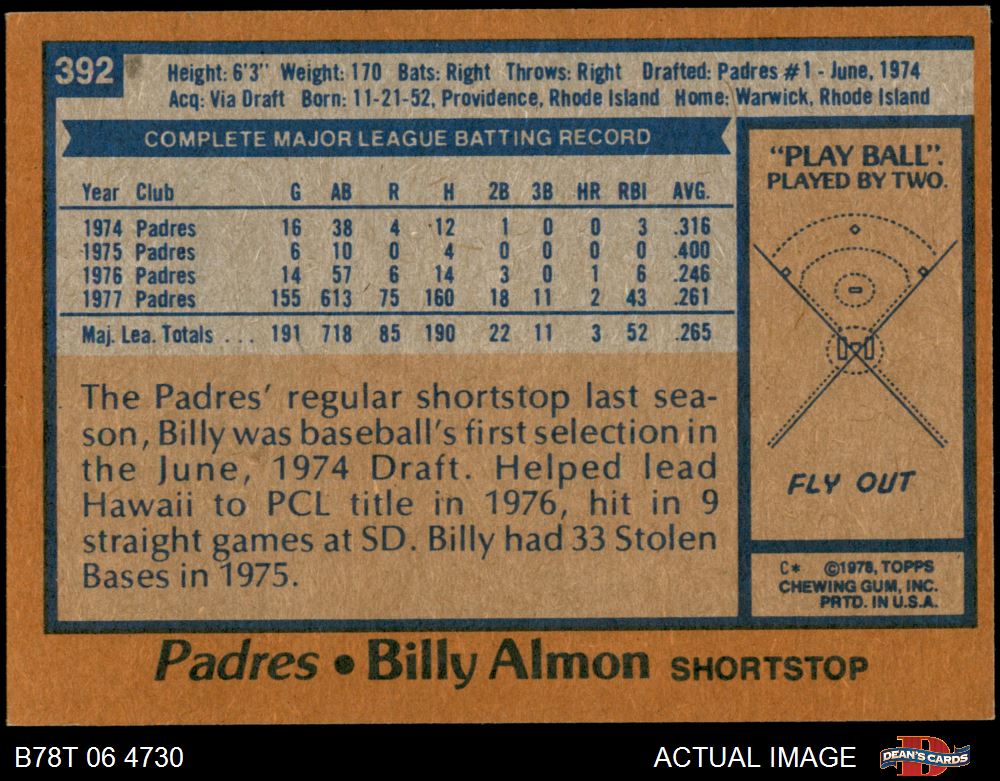 392
Height: 6'3" Weight: 170 Bats: Right Throws: Right Drafted: Padres #1 - June, 1974
Acq: Via Draft Born: 11-21-52, Providence, Rhode Island Home: Warwick, Rhode Island
COMPLETE MAJOR LEAGUE BATTING RECORD
Year Club G AB R H 2B 3B HR RBI AVG.
1974 Padres 16 38 4 12 1 0 0 3 .316
1975 Padres 6 10 0 4 0 0 0 0 .400
1976 Padres 14 57 6 14 3 0 1 6 .246
1977 Padres 155 613 75 160 18 11 2 43 .261
Maj. Lea. Totals . . . 191 718 85 190 22 11 3 52 .265
The Padres' regular shortstop last sea-
son, Billy was baseball's first selection in
the June, 1974 Draft. Helped lead
Hawaii to PCL title in 1976, hit in 9
straight games at SD. Billy had 33 Stolen
Bases in 1975.
"PLAY BALL".
PLAYED BY TWO.
FLY OUT
C* ©1978, TOPPS
CHEWING GUM, INC.
PRTD. IN U.S.A.
Padres • Billy Almon SHORTSTOP
B78T 06 4730
ACTUAL IMAGE
DEAN'S CARDS